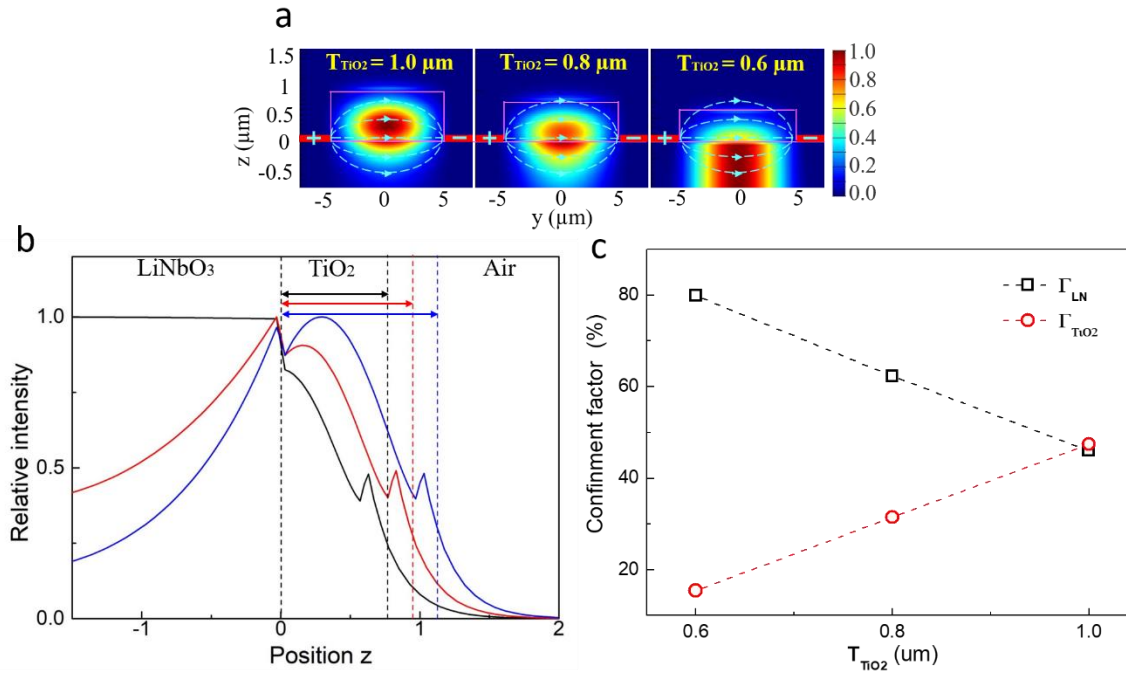 a
T_TiO2 = 1.0 μm T_TiO2 = 0.8 μm T_TiO2 = 0.6 μm
1.5
1
0.5
0
-0.5
z (μm)
+ - + - + -
-5 0 5 -5 0 5 -5 0 5
y (μm)
1.0
0.8
0.6
0.4
0.2
0.0
b
LiNbO₃ TiO₂ Air
1.0
0.5
0.0
Relative intensity
-1 0 1 2
Position z
c
Γ_LN
Γ_TiO2
80
60
40
20
Confinment factor (%)
0.6 0.8 1.0
T_TiO2 (um)